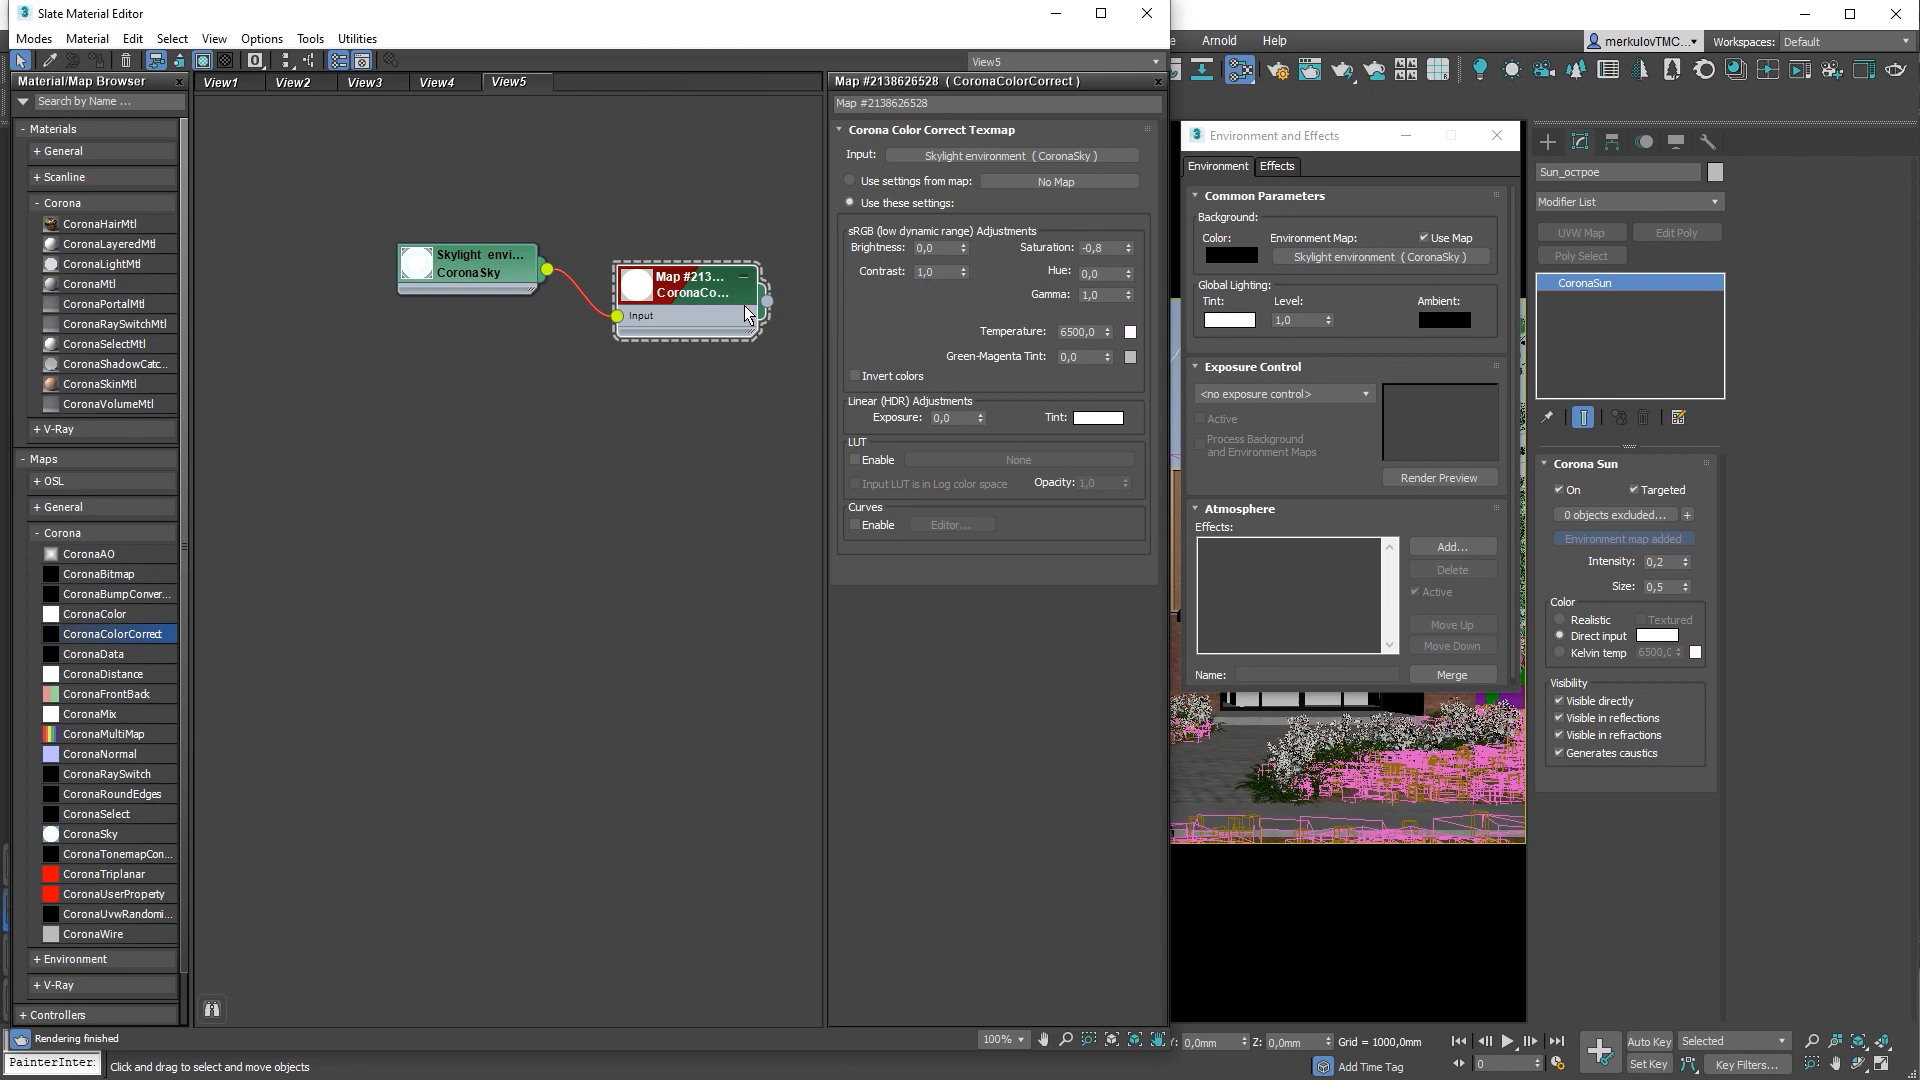 Slate Material Editor
Modes Material Edit Select View Options Tools Utilities
Arnold Help
merkulovTMC...
Workspaces: Default
View5
Material/Map Browser
Search by Name ...
- Materials
+ General
+ Scanline
- Corona
CoronaHairMtl
CoronaLayeredMtl
CoronaLightMtl
CoronaMtl
CoronaPortalMtl
CoronaRaySwitchMtl
CoronaSelectMtl
CoronaShadowCatc...
CoronaSkinMtl
CoronaVolumeMtl
+ V-Ray
- Maps
+ OSL
+ General
- Corona
CoronaAO
CoronaBitmap
CoronaBumpConver...
CoronaColor
CoronaColorCorrect
CoronaData
CoronaDistance
CoronaFrontBack
CoronaMix
CoronaMultiMap
CoronaNormal
CoronaRaySwitch
CoronaRoundEdges
CoronaSelect
CoronaSky
CoronaTonemapCon...
CoronaTriplanar
CoronaUserProperty
CoronaUvwRandomi...
CoronaWire
+ Environment
+ V-Ray
+ Controllers
View1 View2 View3 View4 View5
Skylight envi...
CoronaSky
Map #213...
CoronaCo...
Input
Map #2138626528 ( CoronaColorCorrect )
Map #2138626528
Corona Color Correct Texmap
Input: Skylight environment ( CoronaSky )
Use settings from map: No Map
Use these settings:
sRGB (low dynamic range) Adjustments
Brightness: 0,0 Saturation: -0,8
Contrast: 1,0 Hue: 0,0
Gamma: 1,0
Temperature: 6500,0
Green-Magenta Tint: 0,0
Invert colors
Linear (HDR) Adjustments
Exposure: 0,0 Tint:
LUT
Enable None
Input LUT is in Log color space Opacity: 1,0
Curves
Enable Editor...
Environment and Effects
Environment Effects
Common Parameters
Background:
Color: Environment Map: Use Map
Skylight environment ( CoronaSky )
Global Lighting:
Tint: Level: Ambient:
1,0
Exposure Control
<no exposure control>
Active
Process Background
and Environment Maps
Render Preview
Atmosphere
Effects:
Add...
Delete
Active
Move Up
Move Down
Name: Merge
Sun_острое
Modifier List
UVW Map Edit Poly
Poly Select
CoronaSun
Corona Sun
On Targeted
0 objects excluded... +
Environment map added
Intensity: 0,2
Size: 0,5
Color
Realistic Textured
Direct input
Kelvin temp 6500,0
Visibility
Visible directly
Visible in reflections
Visible in refractions
Generates caustics
Rendering finished
100%
PainterInter:
Click and drag to select and move objects
Y: 0,0mm Z: 0,0mm Grid = 1000,0mm
Add Time Tag
0
Auto Key Selected
Set Key Key Filters...